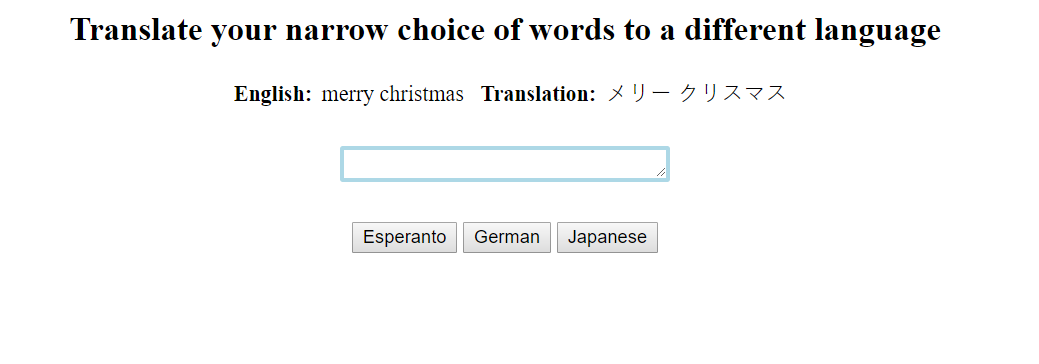 Translate your narrow choice of words to a different language
English: merry christmas Translation: メリー クリスマス
Esperanto German Japanese